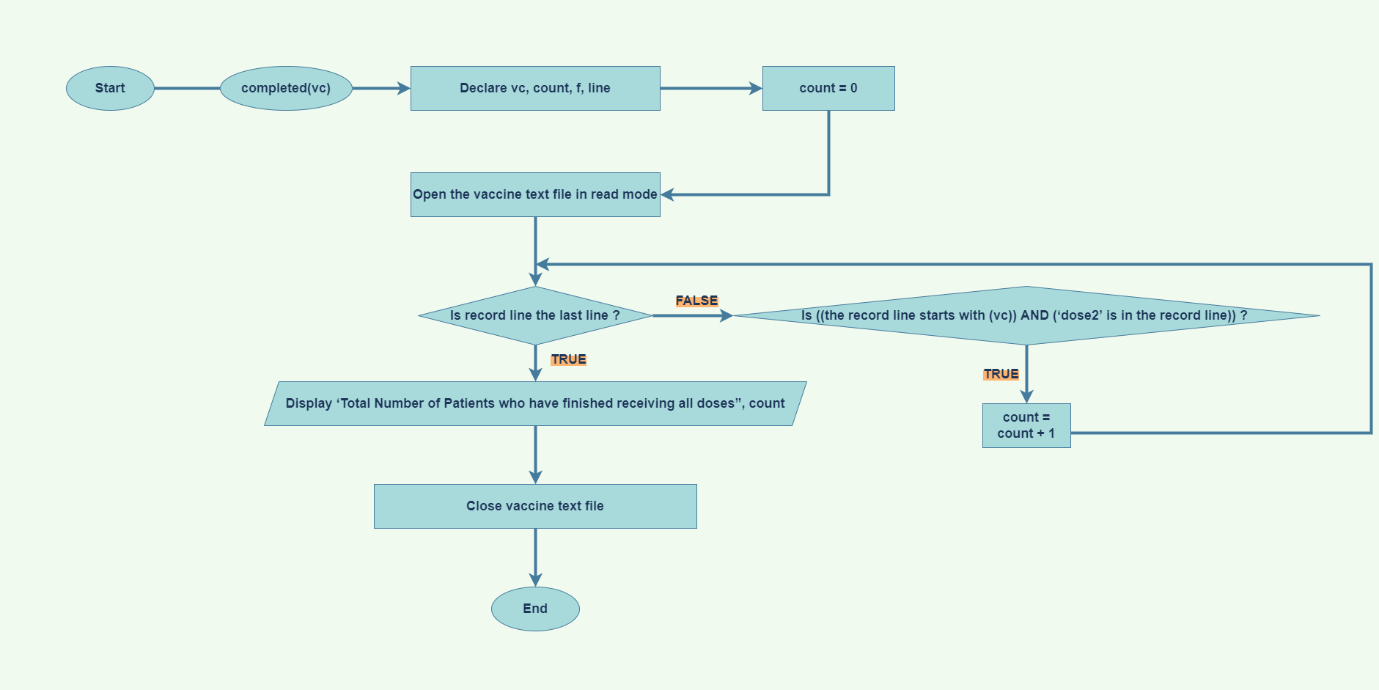 Start
completed(vc)
Declare vc, count, f, line
count = 0
Open the vaccine text file in read mode
Is record line the last line ?
FALSE
Is ((the record line starts with (vc)) AND (‘dose2’ is in the record line)) ?
TRUE
TRUE
Display ‘Total Number of Patients who have finished receiving all doses”, count
count =
count + 1
Close vaccine text file
End